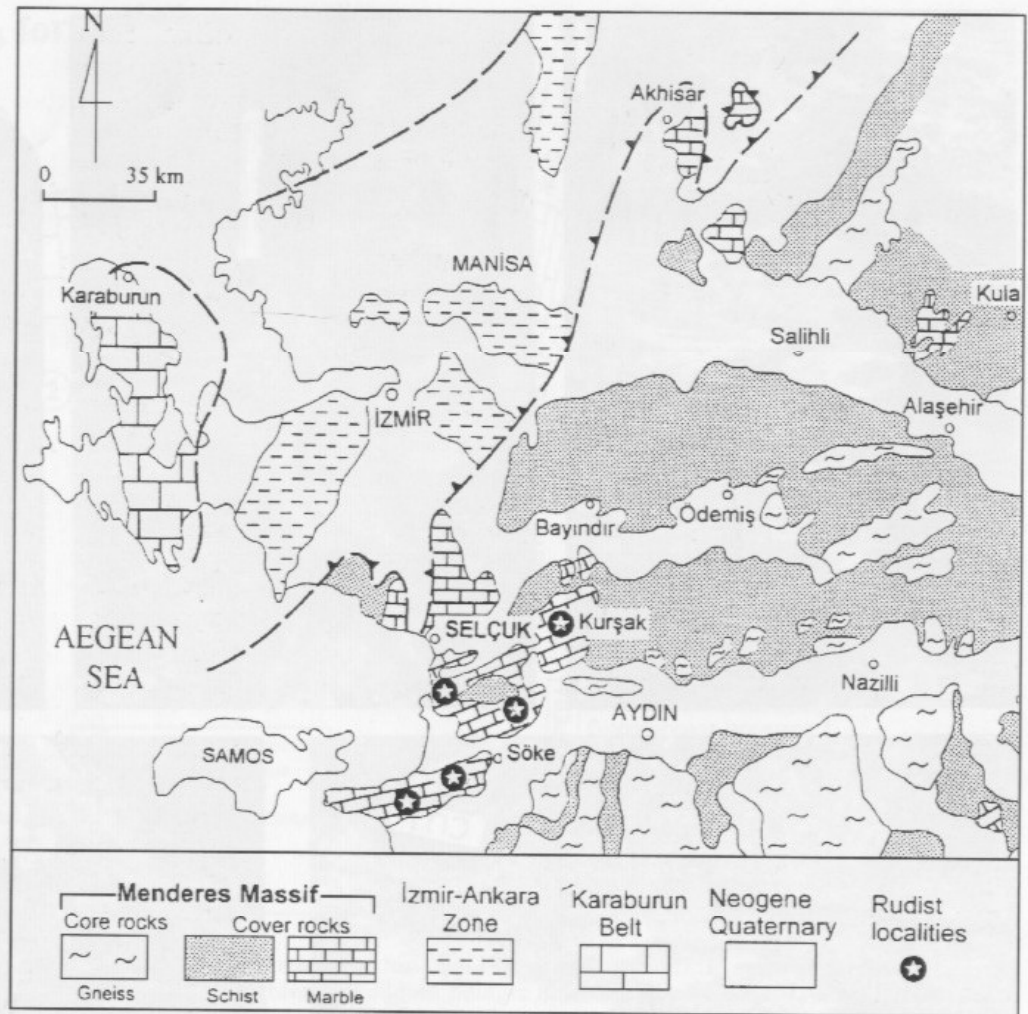 N
Akhisar
0 35 km
MANİSA
Karaburun
Kula
Salihli
İZMİR
Alaşehir
Bayındır
Ödemiş
AEGEAN
SEA
SELÇUK
Kurşak
Nazilli
AYDIN
SAMOS
Söke
Menderes Massif
Core rocks
Cover rocks
Gneiss
Schist
Marble
İzmir-Ankara
Zone
Karaburun
Belt
Neogene
Quaternary
Rudist
localities